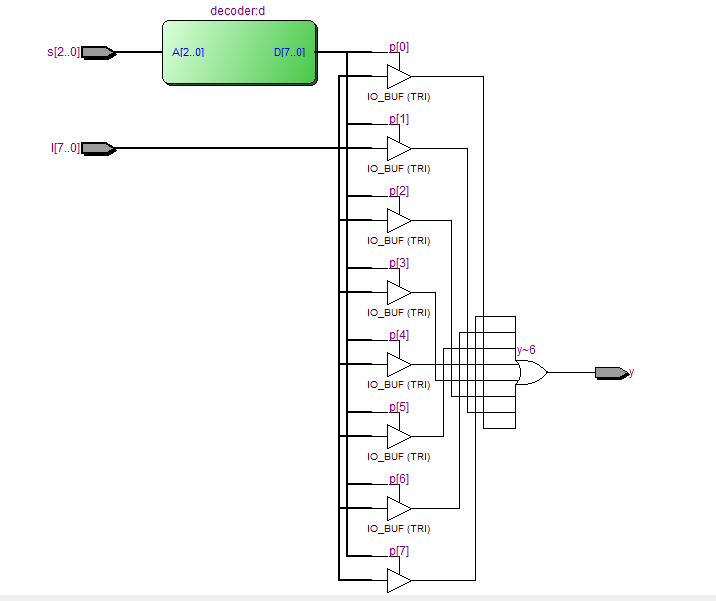 decoder:d
s[2..0]
A[2..0]
D[7..0]
p[0]
IO_BUF (TRI)
p[1]
I[7..0]
IO_BUF (TRI)
p[2]
IO_BUF (TRI)
p[3]
IO_BUF (TRI)
p[4]
y~6
y
IO_BUF (TRI)
p[5]
IO_BUF (TRI)
p[6]
IO_BUF (TRI)
p[7]